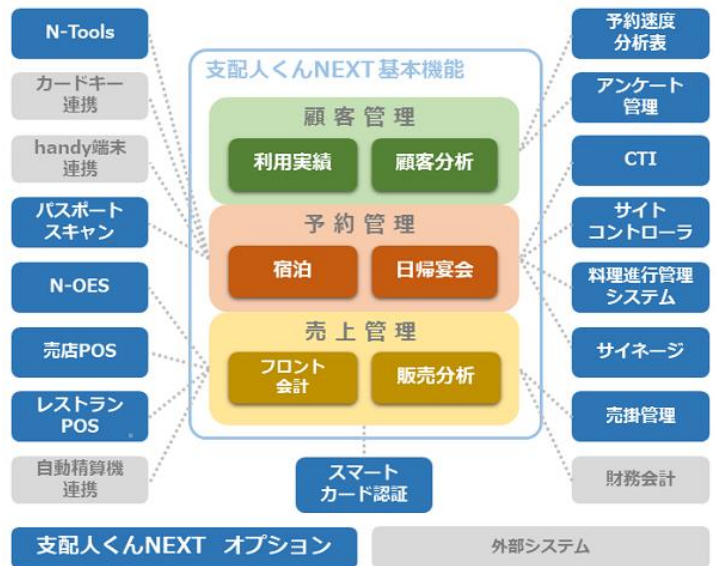 N-Tools
カードキー
連携
handy端末
連携
パスポート
スキャン
N-OES
売店POS
レストラン
POS
自動精算機
連携
支配人くんNEXT基本機能
顧客管理
利用実績
顧客分析
予約管理
宿泊
日帰宴会
売上管理
フロント
会計
販売分析
スマート
カード認証
予約速度
分析表
アンケート
管理
CTI
サイト
コントローラ
料理進行管理
システム
サイネージ
売掛管理
財務会計
支配人くんNEXT オプション
外部システム